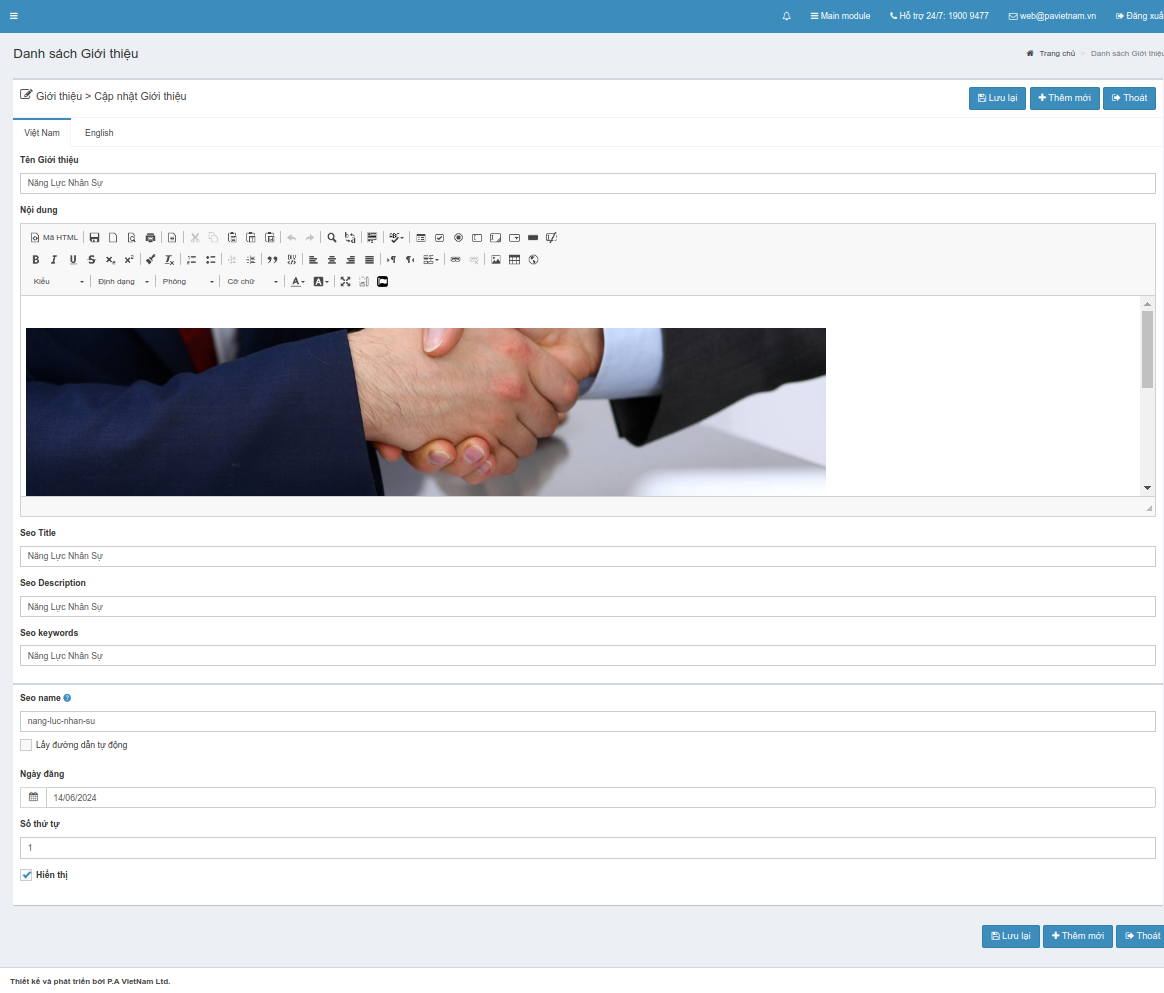 Main module Hỗ trợ 24/7: 1900 9477 web@pavietnam.vn Đăng xuấ
Danh sách Giới thiệu
Trang chủ > Danh sách Giới thiệu
Giới thiệu > Cập nhật Giới thiệu
Lưu lại Thêm mới Thoát
Việt Nam English
Tên Giới thiệu
Năng Lực Nhân Sự
Nội dung
Mã HTML
Kiểu Định dạng Phông Cỡ chữ
Seo Title
Năng Lực Nhân Sự
Seo Description
Năng Lực Nhân Sự
Seo keywords
Năng Lực Nhân Sự
Seo name
nang-luc-nhan-su
Lấy đường dẫn tự động
Ngày đăng
14/06/2024
Số thứ tự
1
Hiển thị
Lưu lại Thêm mới Thoát
Thiết kế và phát triển bởi P.A VietNam Ltd.